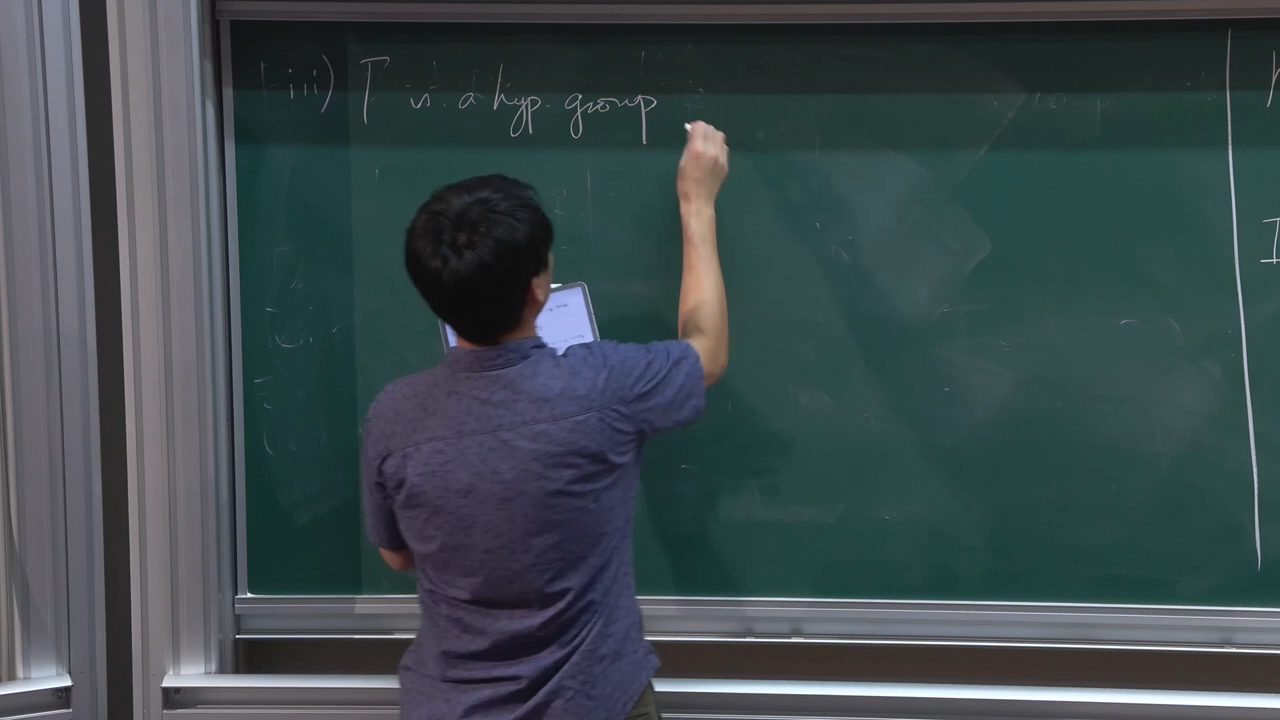 iii) Γ is a hyp. group